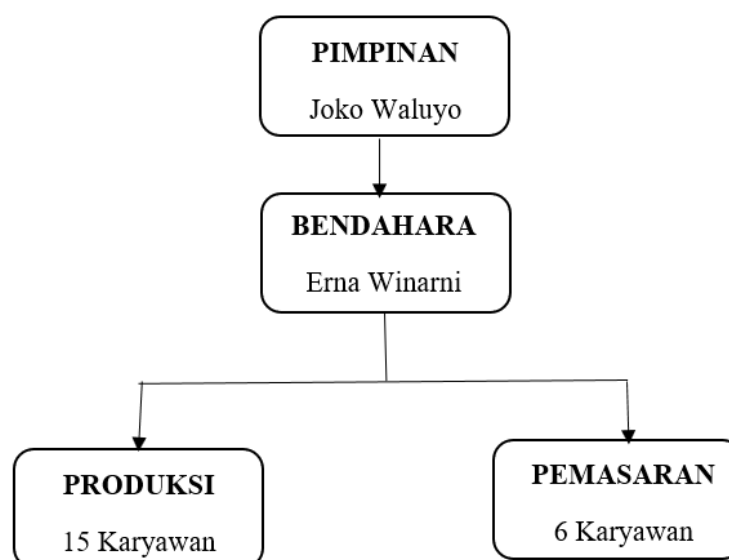 PIMPINAN
Joko Waluyo
BENDAHARA
Erna Winarni
PRODUKSI
15 Karyawan
PEMASARAN
6 Karyawan